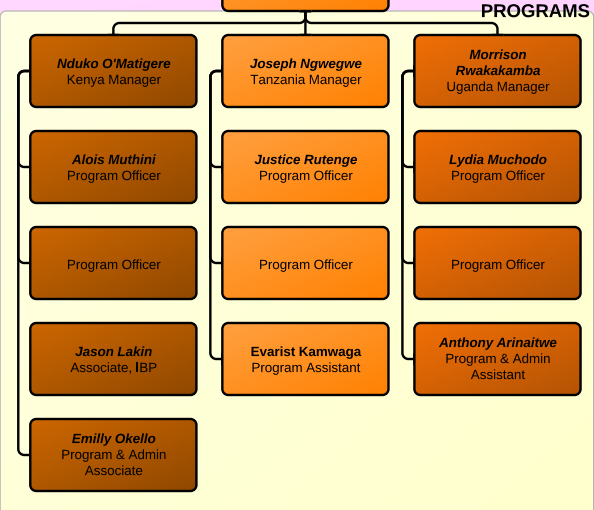 PROGRAMS
Nduko O'Matigere
Kenya Manager
Joseph Ngwegwe
Tanzania Manager
Morrison
Rwakakamba
Uganda Manager
Alois Muthini
Program Officer
Justice Rutenge
Program Officer
Lydia Muchodo
Program Officer
Program Officer
Program Officer
Program Officer
Jason Lakin
Associate, IBP
Evarist Kamwaga
Program Assistant
Anthony Arinaitwe
Program & Admin
Assistant
Emilly Okello
Program & Admin
Associate